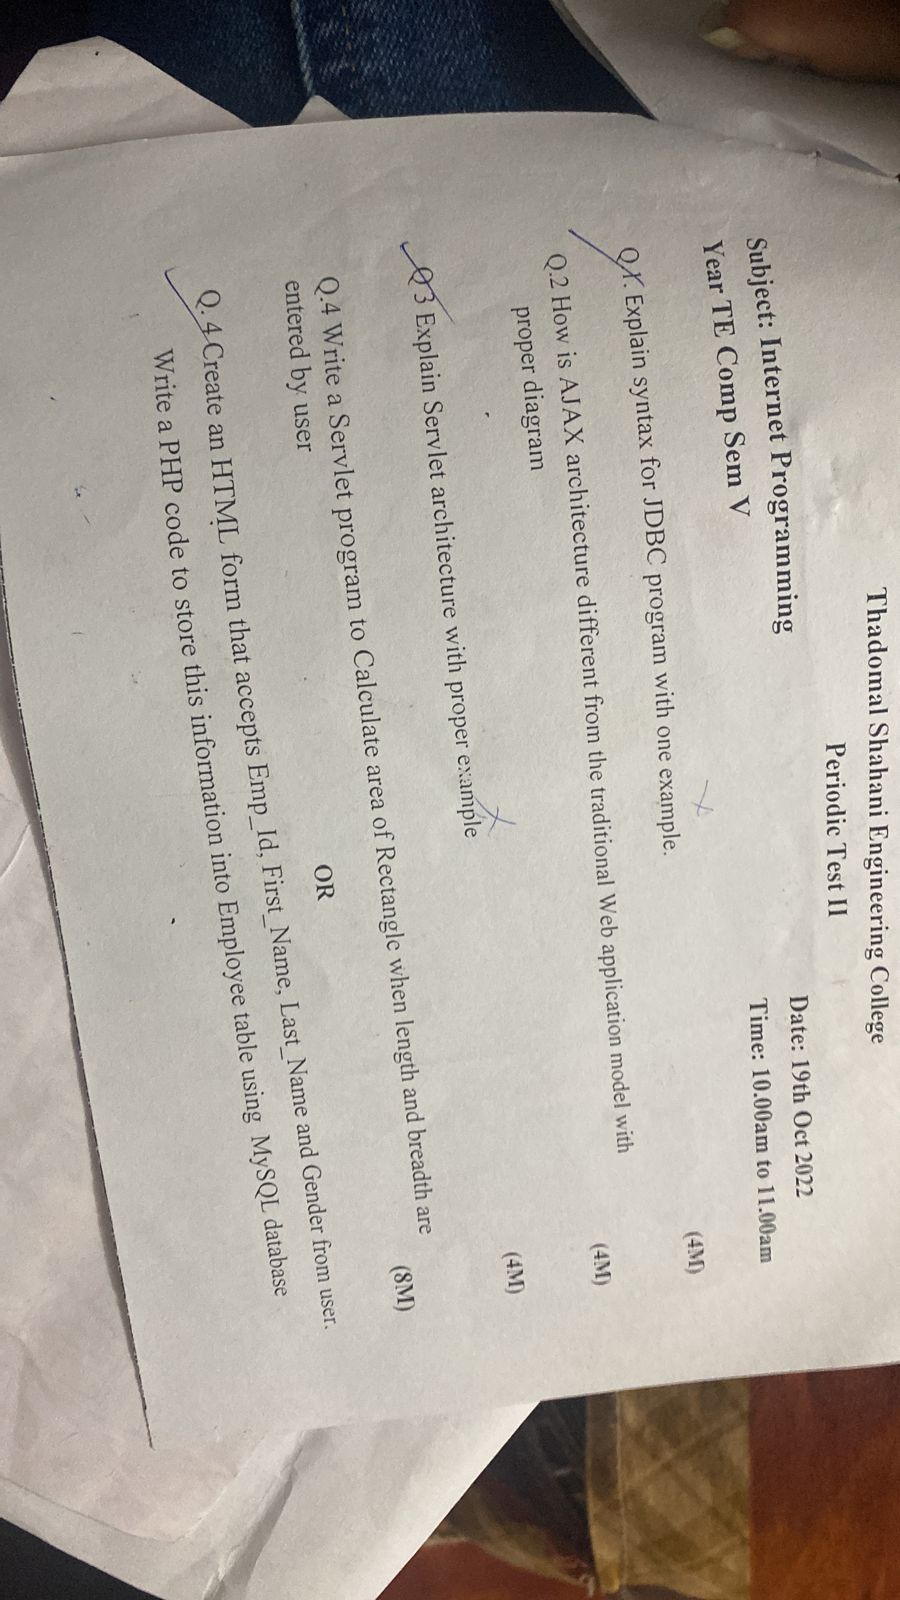 Thadomal Shahani Engineering College
Periodic Test II
Subject: Internet Programming
Date: 19th Oct 2022
Year TE Comp Sem V
Time: 10.00am to 11.00am
Q1. Explain syntax for JDBC program with one example.
(4M)
Q.2 How is AJAX architecture different from the traditional Web application model with
(4M)
proper diagram
Q3 Explain Servlet architecture with proper example
(4M)
Q.4 Write a Servlet program to Calculate area of Rectangle when length and breadth are
(8M)
entered by user
OR
Q. 4 Create an HTML form that accepts Emp_Id, First_Name, Last_Name and Gender from user.
Write a PHP code to store this information into Employee table using MySQL database